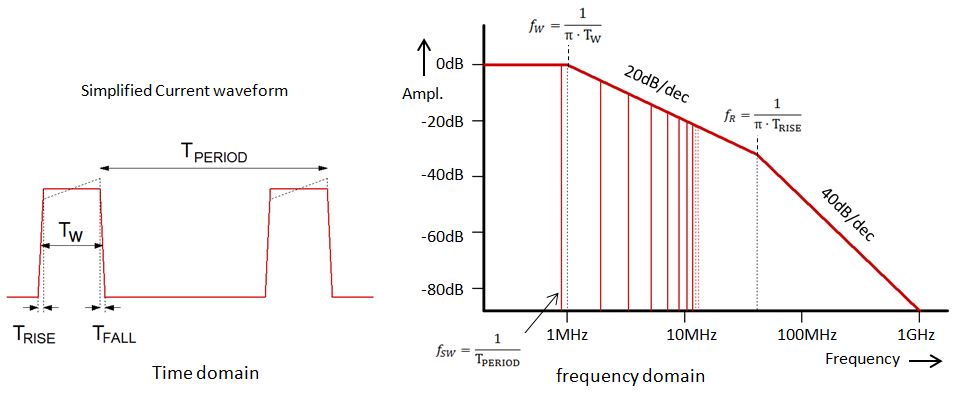 Simplified Current waveform
T_PERIOD
T_W
T_RISE
T_FALL
Time domain
f_W = 1 / (π · T_W)
0dB
Ampl.
-20dB
-40dB
-60dB
-80dB
20dB/dec
f_R = 1 / (π · T_RISE)
40dB/dec
1MHz
10MHz
100MHz
1GHz
f_SW = 1 / T_PERIOD
Frequency
frequency domain